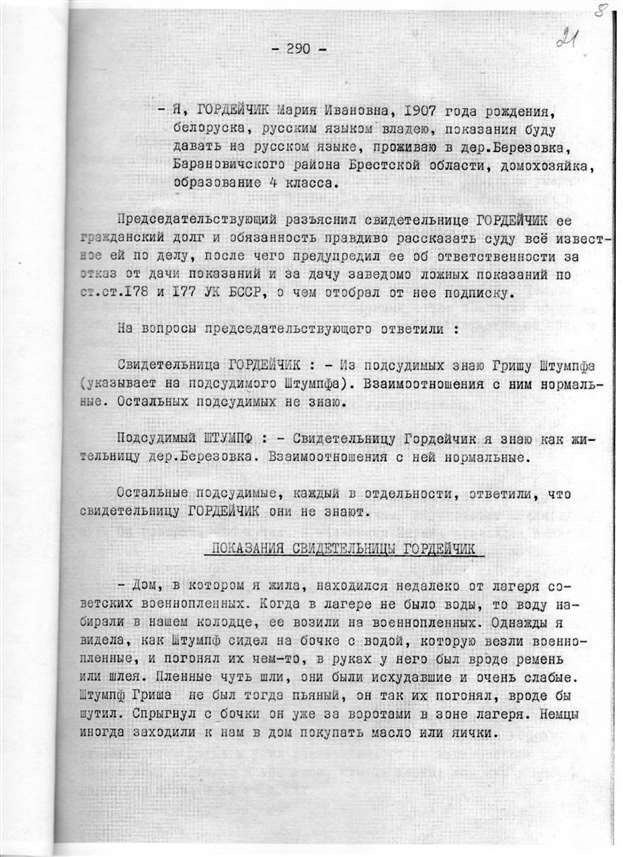 8
21
- 290 -
- Я, ГОРДЕЙЧИК Мария Ивановна, 1907 года рождения,
белоруска, русским языком владею, показания буду
давать на русском языке, проживаю в дер.Березовка,
Барановичского района Брестской области, домохозяйка,
образование 4 класса.
Председательствующий разъяснил свидетельнице ГОРДЕЙЧИК ее
гражданский долг и обязанность правдиво рассказать суду всё извест-
ное ей по делу, после чего предупредил ее об ответственности за
отказ от дачи показаний и за дачу заведомо ложных показаний по
ст.ст.178 и 177 УК БССР, о чем отобрал от нее подписку.
На вопросы председательствующего ответили :
Свидетельница ГОРДЕЙЧИК : - Из подсудимых знаю Гришу Штумпфа
(указывает на подсудимого Штумпфа). Взаимоотношения с ним нормаль-
ные. Остальных подсудимых не знаю.
Подсудимый ШТУМПФ : - Свидетельницу Гордейчик я знаю как жи-
тельницу дер.Березовка. Взаимоотношения с ней нормальные.
Остальные подсудимые, каждый в отдельности, ответили, что
свидетельницу ГОРДЕЙЧИК они не знают.
ПОКАЗАНИЯ СВИДЕТЕЛЬНИЦЫ ГОРДЕЙЧИК
- Дом, в котором я жила, находился недалеко от лагеря со-
ветских военнопленных. Когда в лагере не было воды, то воду на-
бирали в нашем колодце, ее возили на военнопленных. Однажды я
видела, как Штумпф сидел на бочке с водой, которую везли военно-
пленные, и погонял их чем-то, в руках у него был вроде ремень
или шлея. Пленные чуть шли, они были исхудавшие и очень слабые.
Штумпф Гриша не был тогда пьяный, он так их погонял, вроде бы
шутил. Спрыгнул с бочки он уже за воротами в зоне лагеря. Немцы
иногда заходили к нам в дом покупать масло или яички.